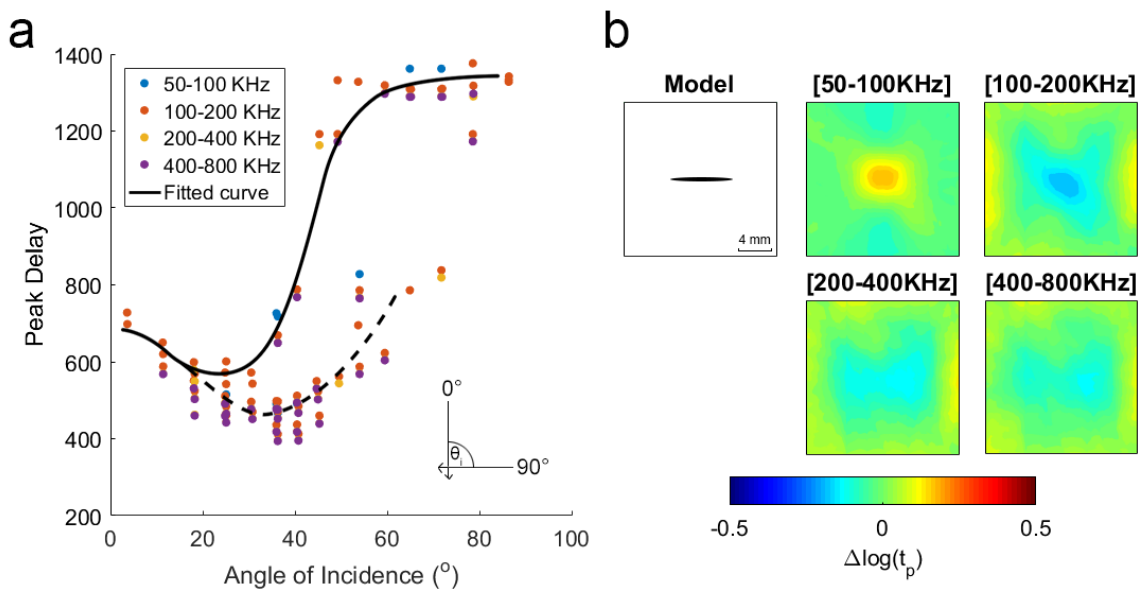 a
1400
1200
1000
800
600
400
200
0
20
40
60
80
100
Peak Delay
Angle of Incidence (°)
50-100 KHz
100-200 KHz
200-400 KHz
400-800 KHz
Fitted curve
0°
θi
90°
b
Model
[50-100KHz]
[100-200KHz]
4 mm
[200-400KHz]
[400-800KHz]
-0.5
0
0.5
Δlog(tp)